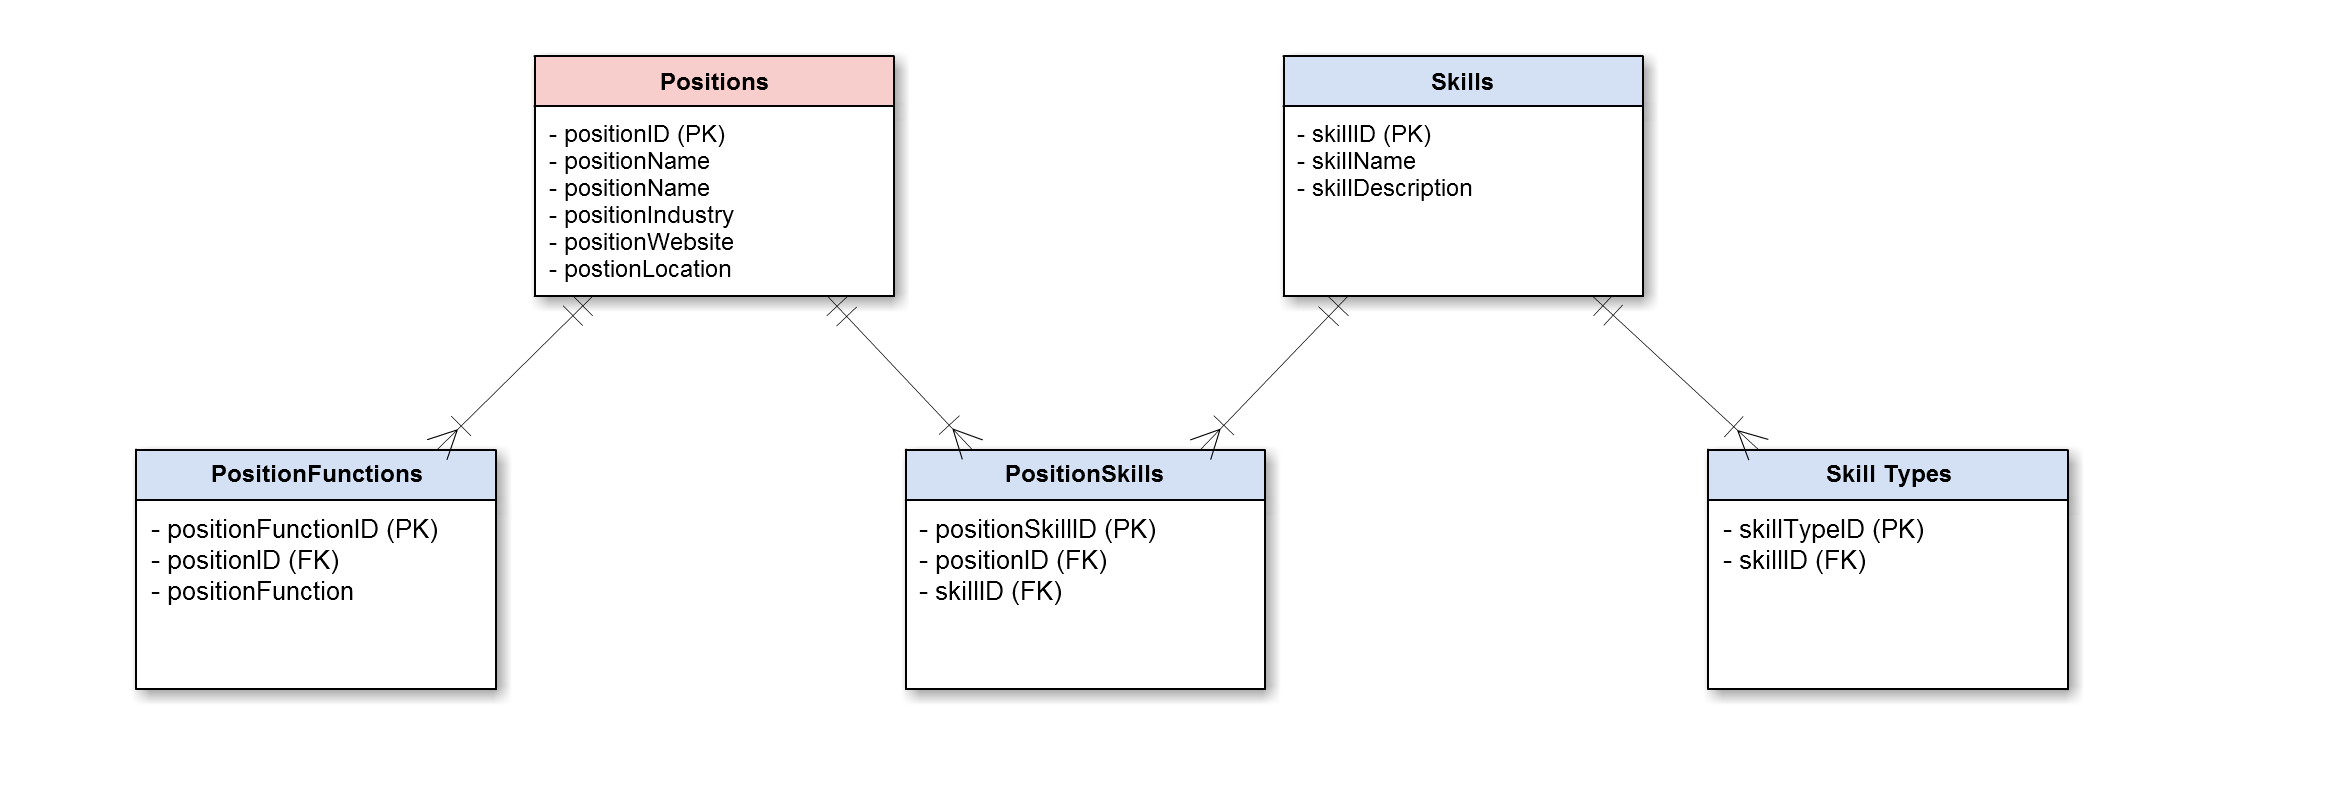 Positions
- positionID (PK)
- positionName
- positionName
- positionIndustry
- positionWebsite
- postionLocation
Skills
- skillID (PK)
- skillName
- skillDescription
PositionFunctions
- positionFunctionID (PK)
- positionID (FK)
- positionFunction
PositionSkills
- positionSkillID (PK)
- positionID (FK)
- skillID (FK)
Skill Types
- skillTypeID (PK)
- skillID (FK)